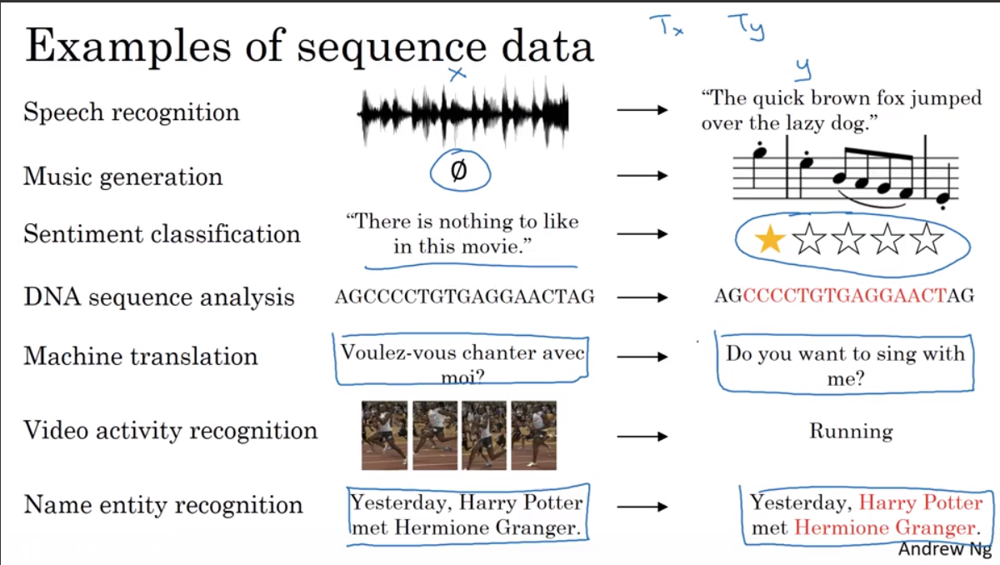 Tx Ty
Examples of sequence data
x
y
Speech recognition
“The quick brown fox jumped
over the lazy dog.”
Music generation
∅
Sentiment classification
“There is nothing to like
in this movie.”
DNA sequence analysis
AGCCCCTGTGAGGAACTAG
AGCCCCTGTGAGGAACTAG
Machine translation
Voulez-vous chanter avec
moi?
Do you want to sing with
me?
Video activity recognition
Running
Name entity recognition
Yesterday, Harry Potter
met Hermione Granger.
Yesterday, Harry Potter
met Hermione Granger.
Andrew Ng